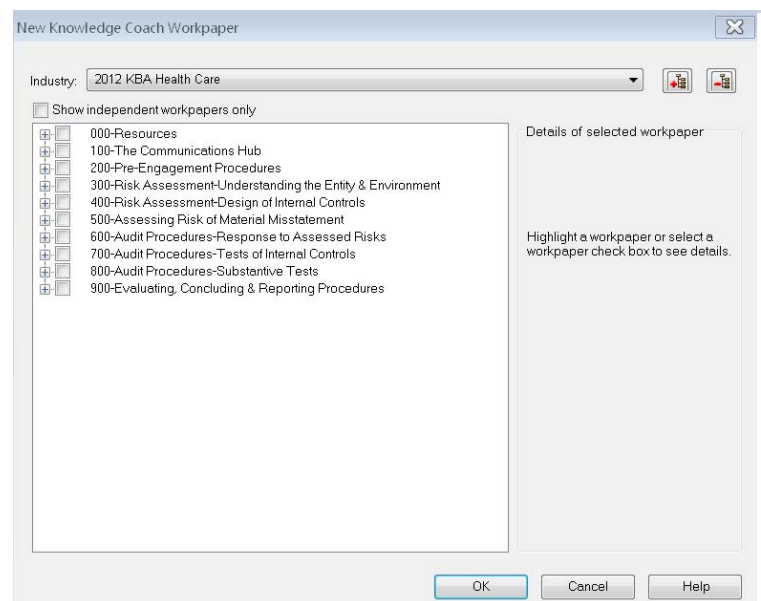 New Knowledge Coach Workpaper
Industry: 2012 KBA Health Care
Show independent workpapers only
000-Resources
100-The Communications Hub
200-Pre-Engagement Procedures
300-Risk Assessment-Understanding the Entity & Environment
400-Risk Assessment-Design of Internal Controls
500-Assessing Risk of Material Misstatement
600-Audit Procedures-Response to Assessed Risks
700-Audit Procedures-Tests of Internal Controls
800-Audit Procedures-Substantive Tests
900-Evaluating, Concluding & Reporting Procedures
Details of selected workpaper
Highlight a workpaper or select a
workpaper check box to see details.
OK Cancel Help